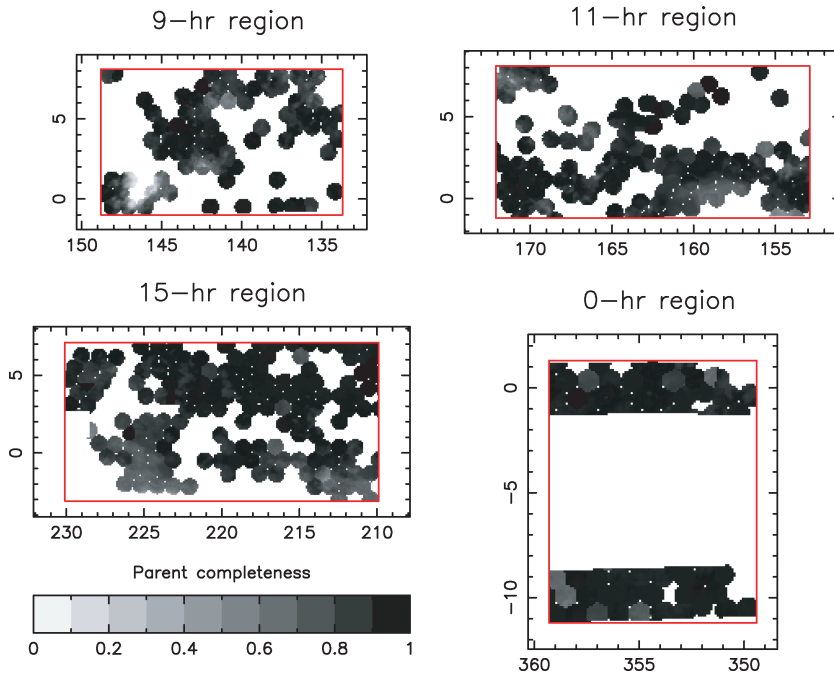 9-hr region
5
0
150 145 140 135
11-hr region
5
0
170 165 160 155
15-hr region
5
0
230 225 220 215 210
Parent completeness
0 0.2 0.4 0.6 0.8 1
0-hr region
0
−5
−10
360 355 350